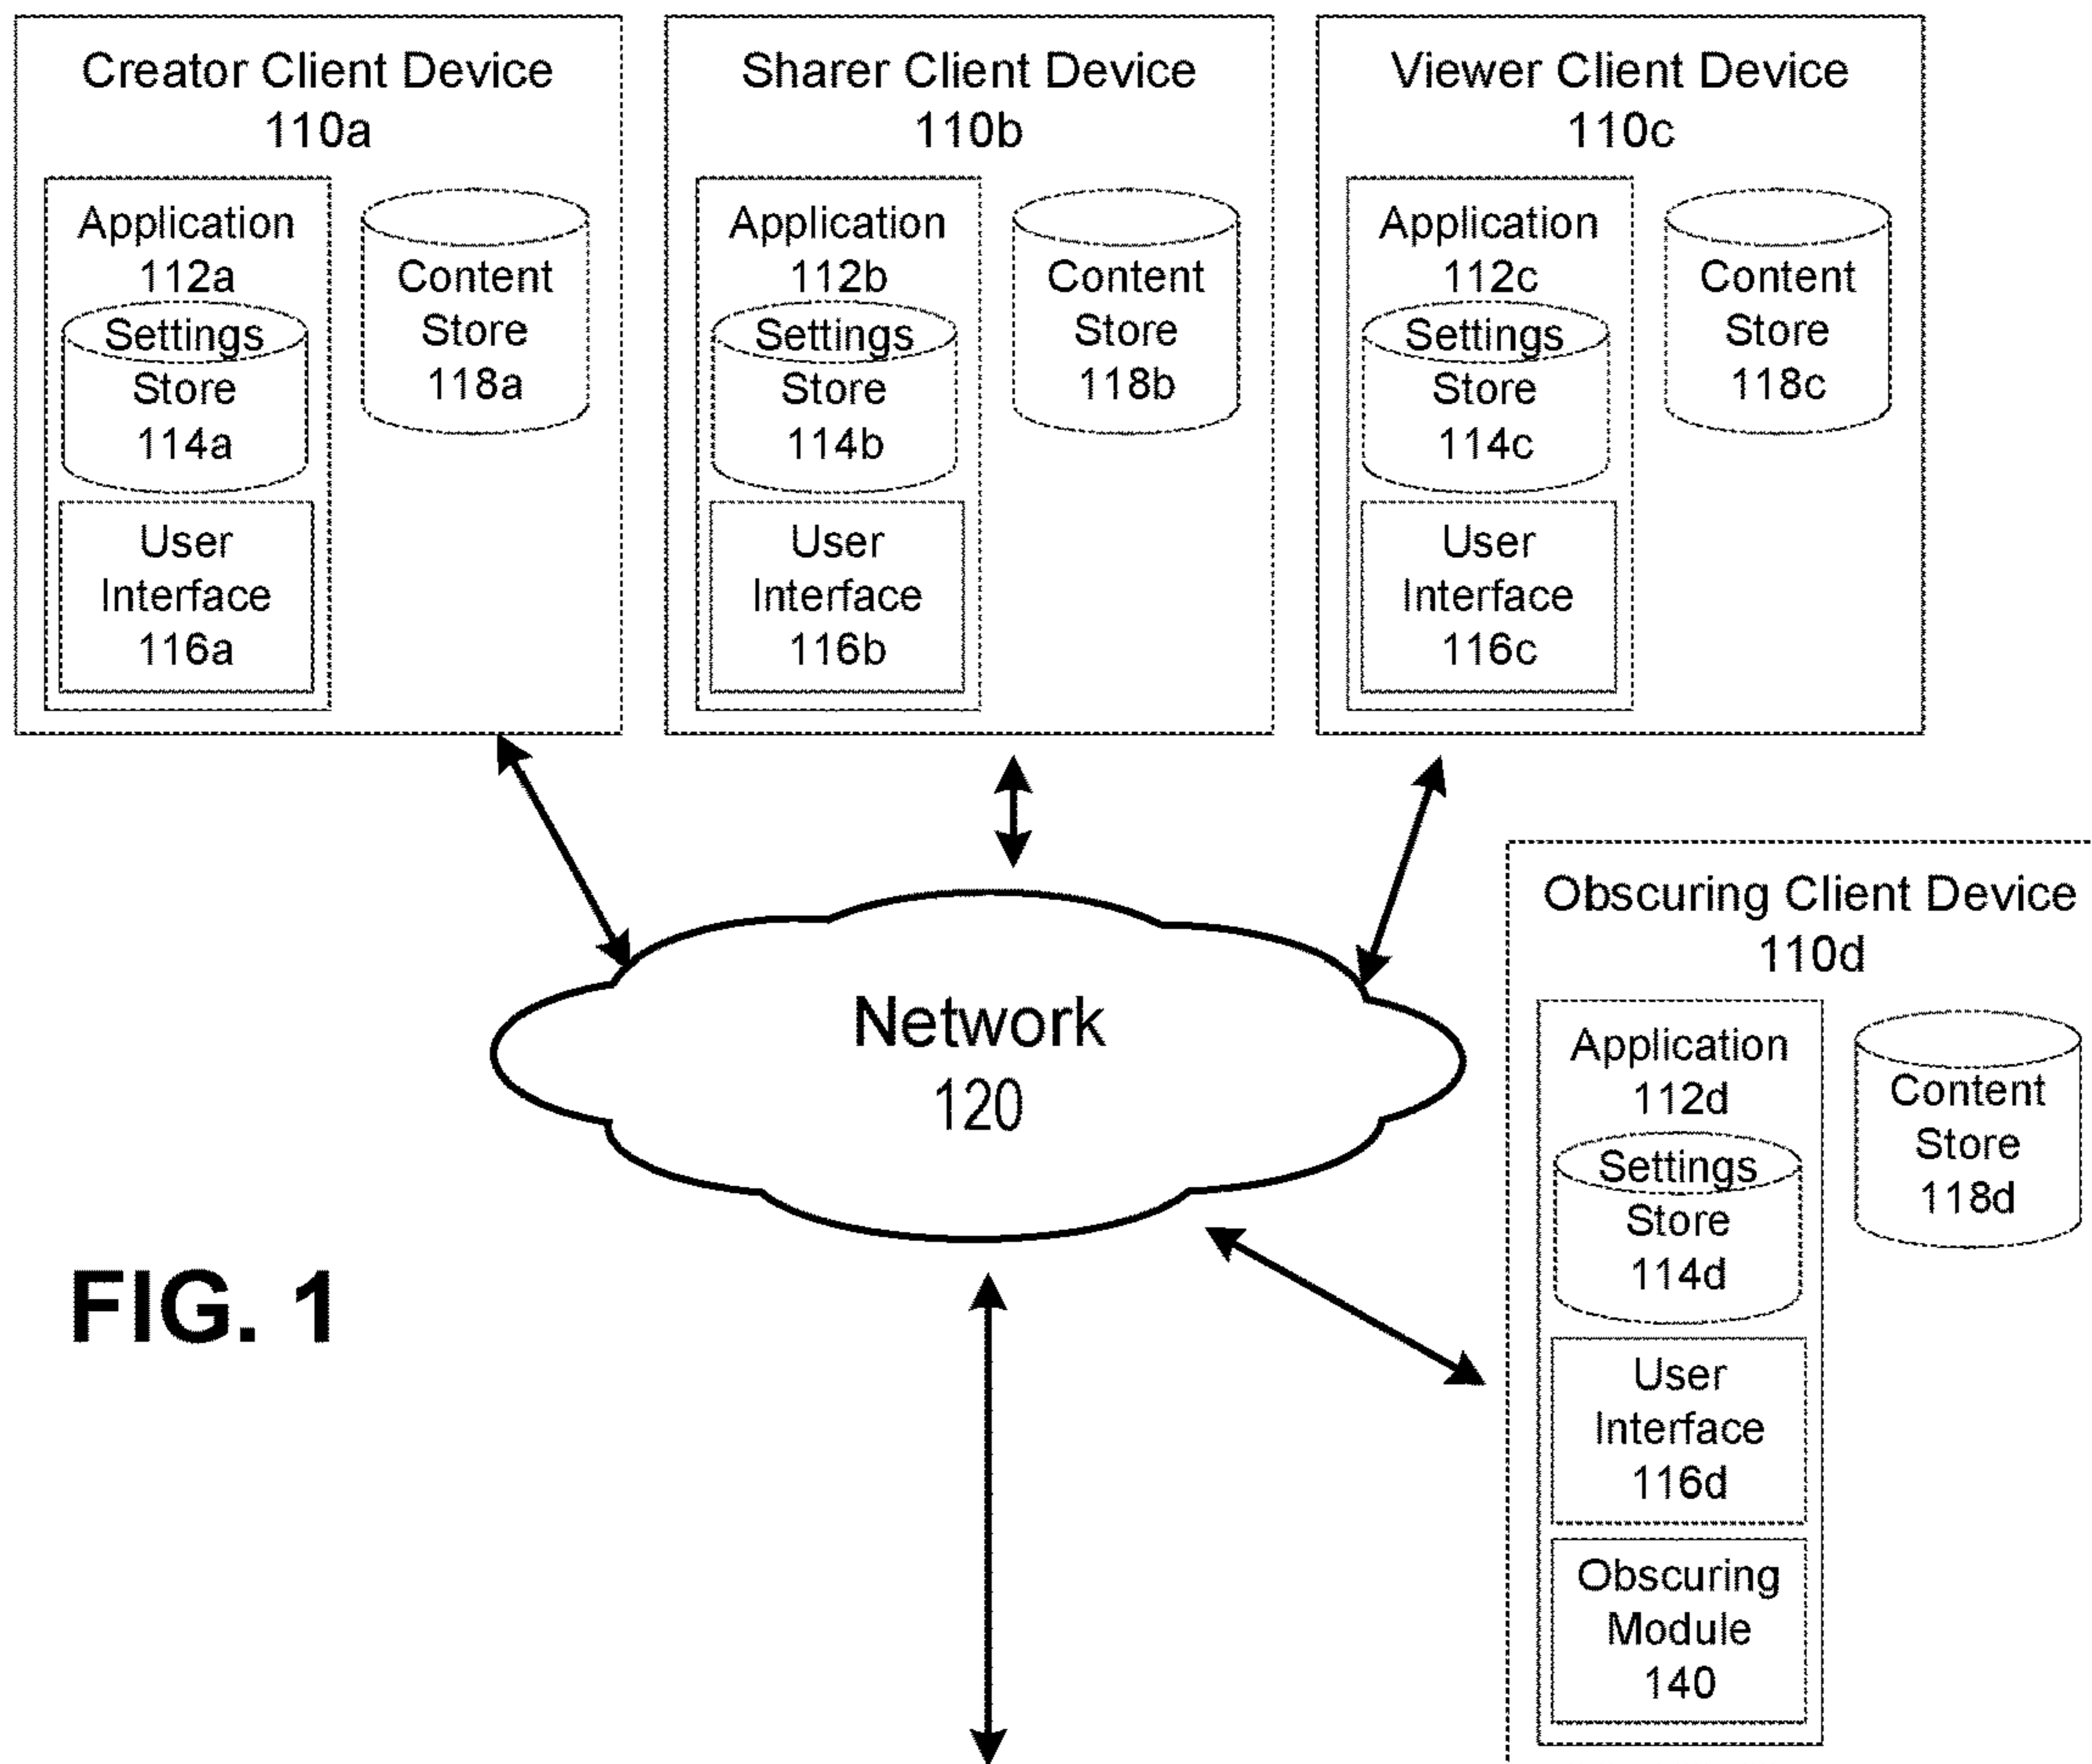 Creator Client Device
110a
Application
112a
Settings
Store
114a
User
Interface
116a
Content
Store
118a
Sharer Client Device
110b
Application
112b
Settings
Store
114b
User
Interface
116b
Content
Store
118b
Viewer Client Device
110c
Application
112c
Settings
Store
114c
User
Interface
116c
Content
Store
118c
Network
120
Obscuring Client Device
110d
Application
112d
Settings
Store
114d
User
Interface
116d
Obscuring
Module
140
Content
Store
118d
FIG. 1